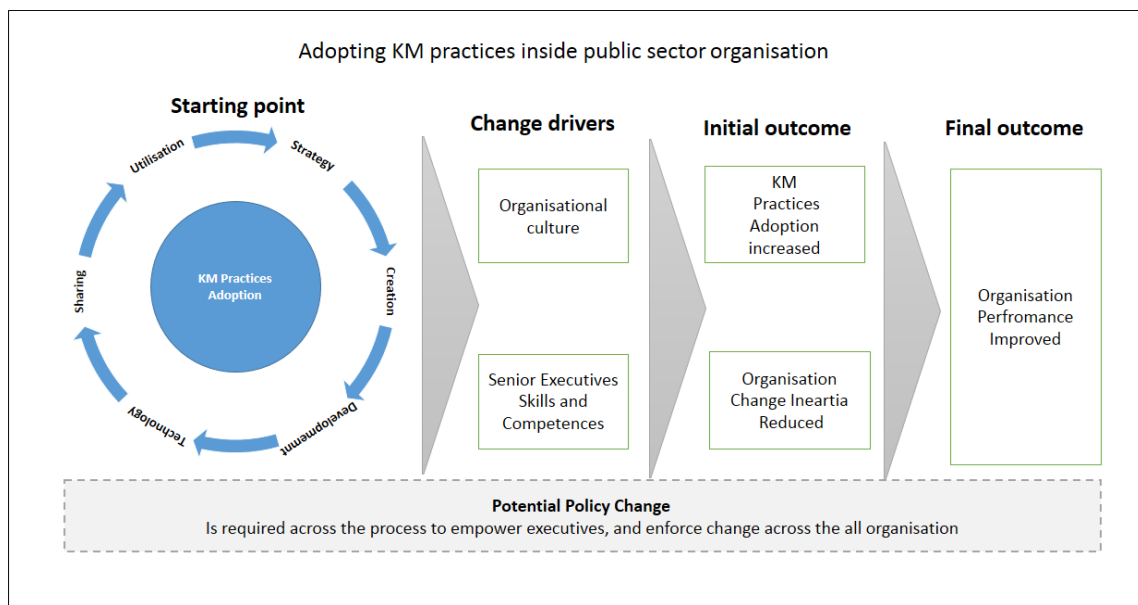 Adopting KM practices inside public sector organisation
Starting point
Utilisation
Strategy
Creation
Developmemnt
Technology
Sharing
KM Practices
Adoption
Change drivers
Organisational
culture
Senior Executives
Skills and
Competences
Initial outcome
KM
Practices
Adoption
increased
Organisation
Change Ineartia
Reduced
Final outcome
Organisation
Perfromance
Improved
Potential Policy Change
Is required across the process to empower executives, and enforce change across the all organisation